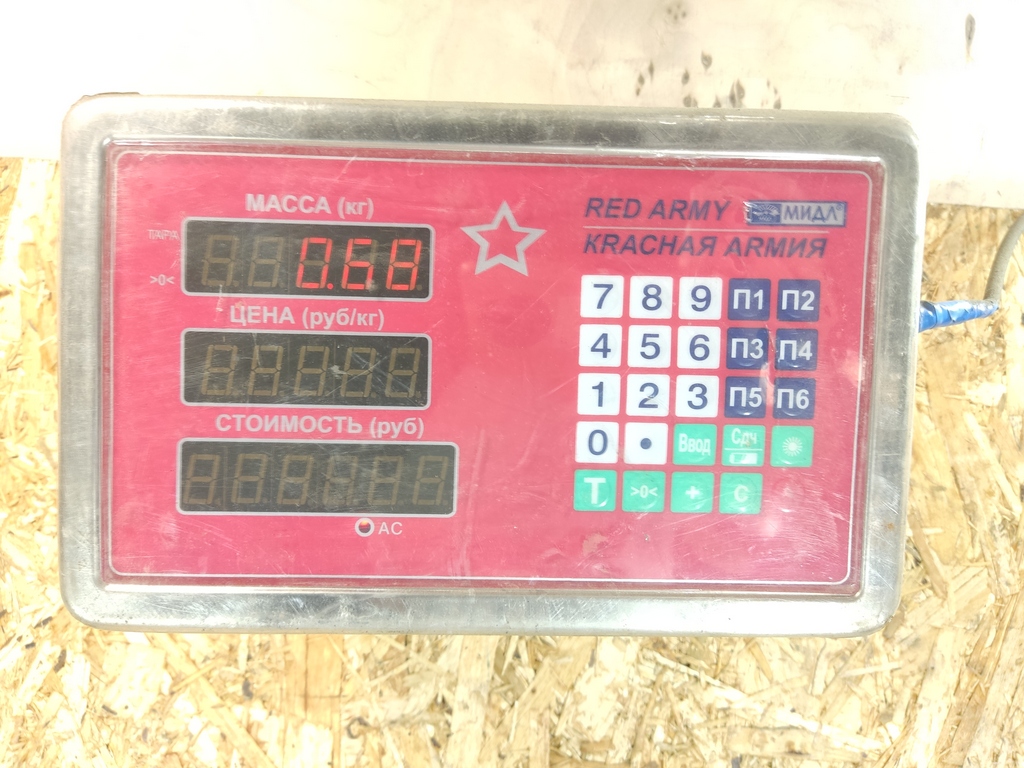 МАССА (кг)
ТАРА
0.68
>0<
ЦЕНА (руб/кг)
СТОИМОСТЬ (руб)
AC
RED ARMY МИДЛ
КRАСНАЯ АRМИЯ
7 8 9 П1 П2
4 5 6 П3 П4
1 2 3 П5 П6
0 . Ввод Сдч
T >0< + C